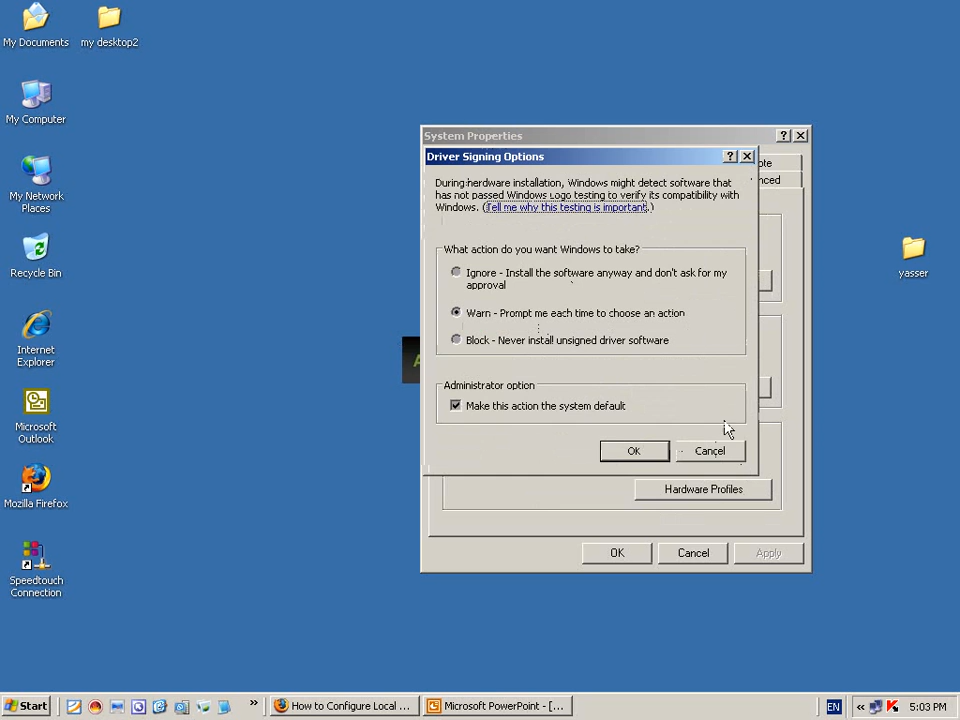 My Documents
my desktop2
My Computer
My Network
Places
Recycle Bin
Internet
Explorer
Microsoft
Outlook
Mozilla Firefox
Speedtouch
Connection
yasser
System Properties
Driver Signing Options
During hardware installation, Windows might detect software that
has not passed Windows Logo testing to verify its compatibility with
Windows. (Tell me why this testing is important.)
What action do you want Windows to take?
Ignore - Install the software anyway and don't ask for my
approval
Warn - Prompt me each time to choose an action
Block - Never install unsigned driver software
Administrator option
Make this action the system default
OK
Cancel
Hardware Profiles
OK
Cancel
Apply
Start
»
How to Configure Local ...
Microsoft PowerPoint - [...
EN
«
5:03 PM